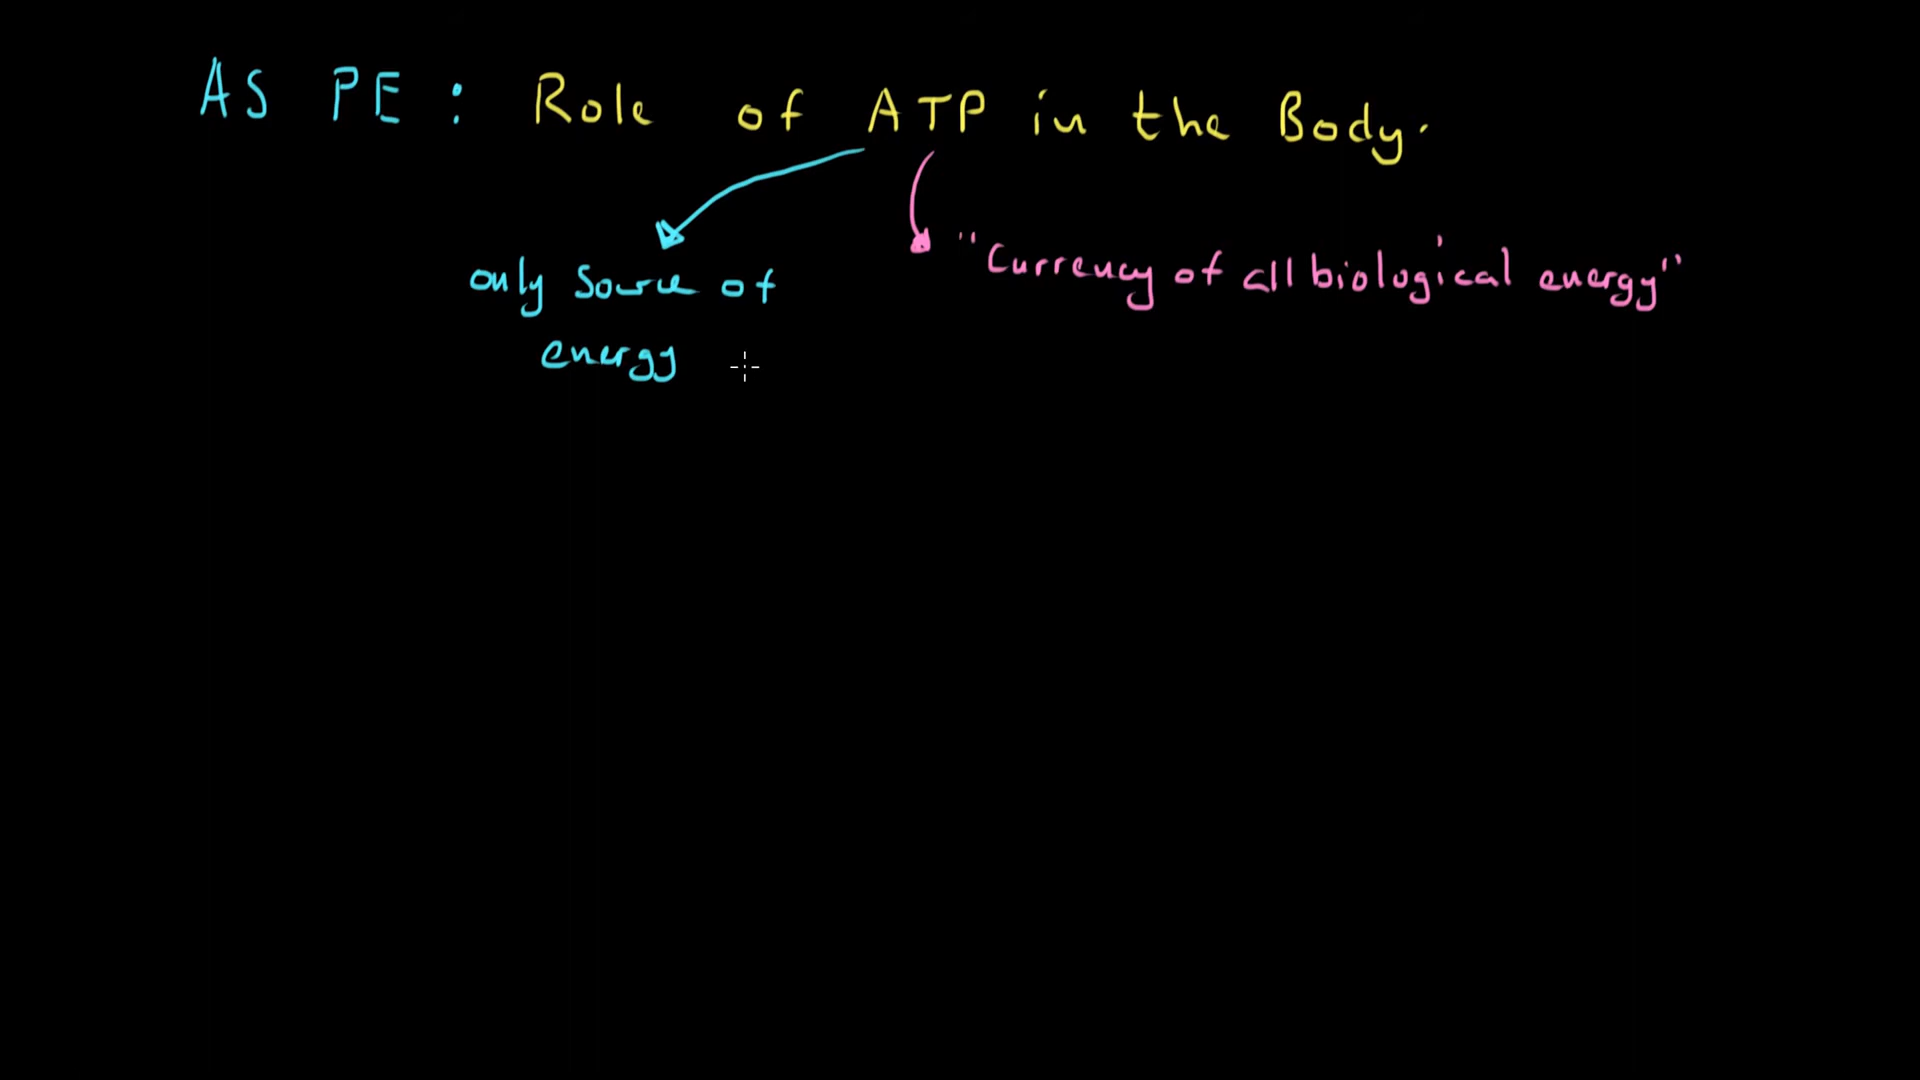 AS PE : Role of ATP in the Body.
"Currency of all biological energy"
only source of
energy